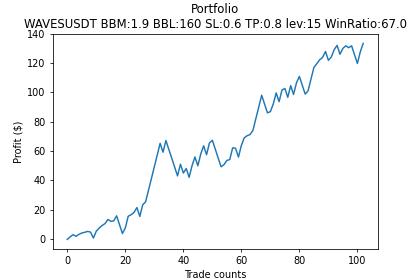 Portfolio
WAVESUSDT BBM:1.9 BBL:160 SL:0.6 TP:0.8 lev:15 WinRatio:67.0
140
120
100
80
60
40
20
0
Profit ($)
0 20 40 60 80 100
Trade counts